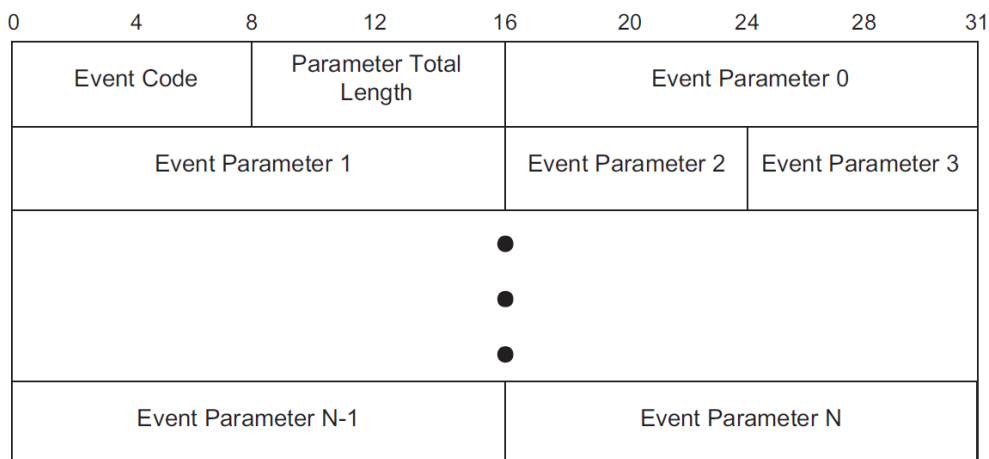 0 4 8 12 16 20 24 28 31
Event Code
Parameter Total
Length
Event Parameter 0
Event Parameter 1
Event Parameter 2
Event Parameter 3
Event Parameter N-1
Event Parameter N